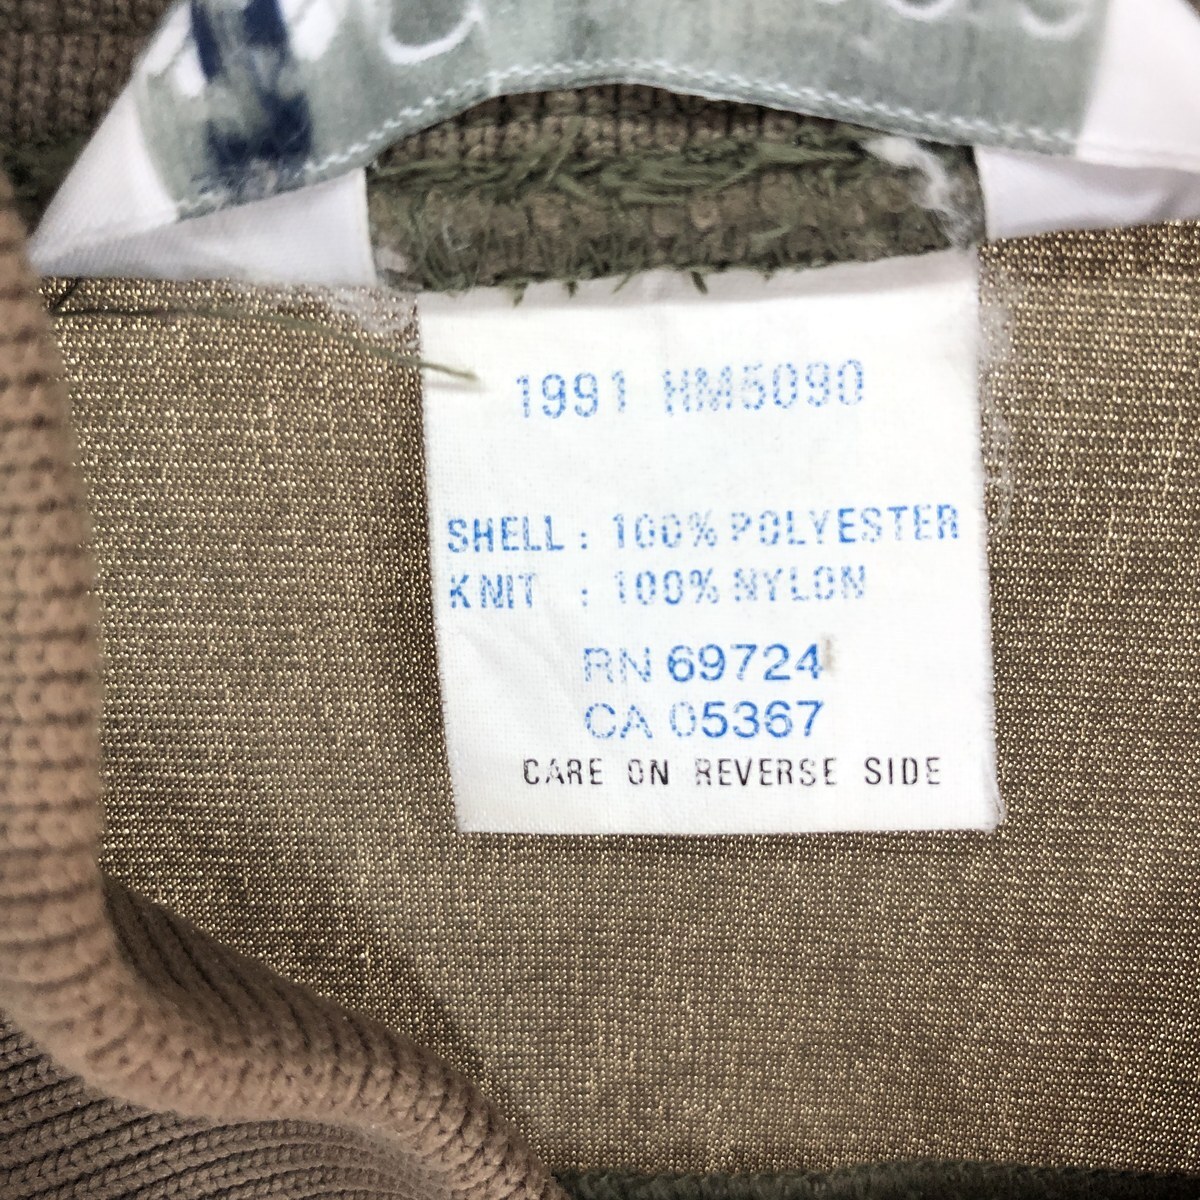 1991 HM5090
SHELL : 100% POLYESTER
KNIT : 100% NYLON
RN 69724
CA 05367
CARE ON REVERSE SIDE